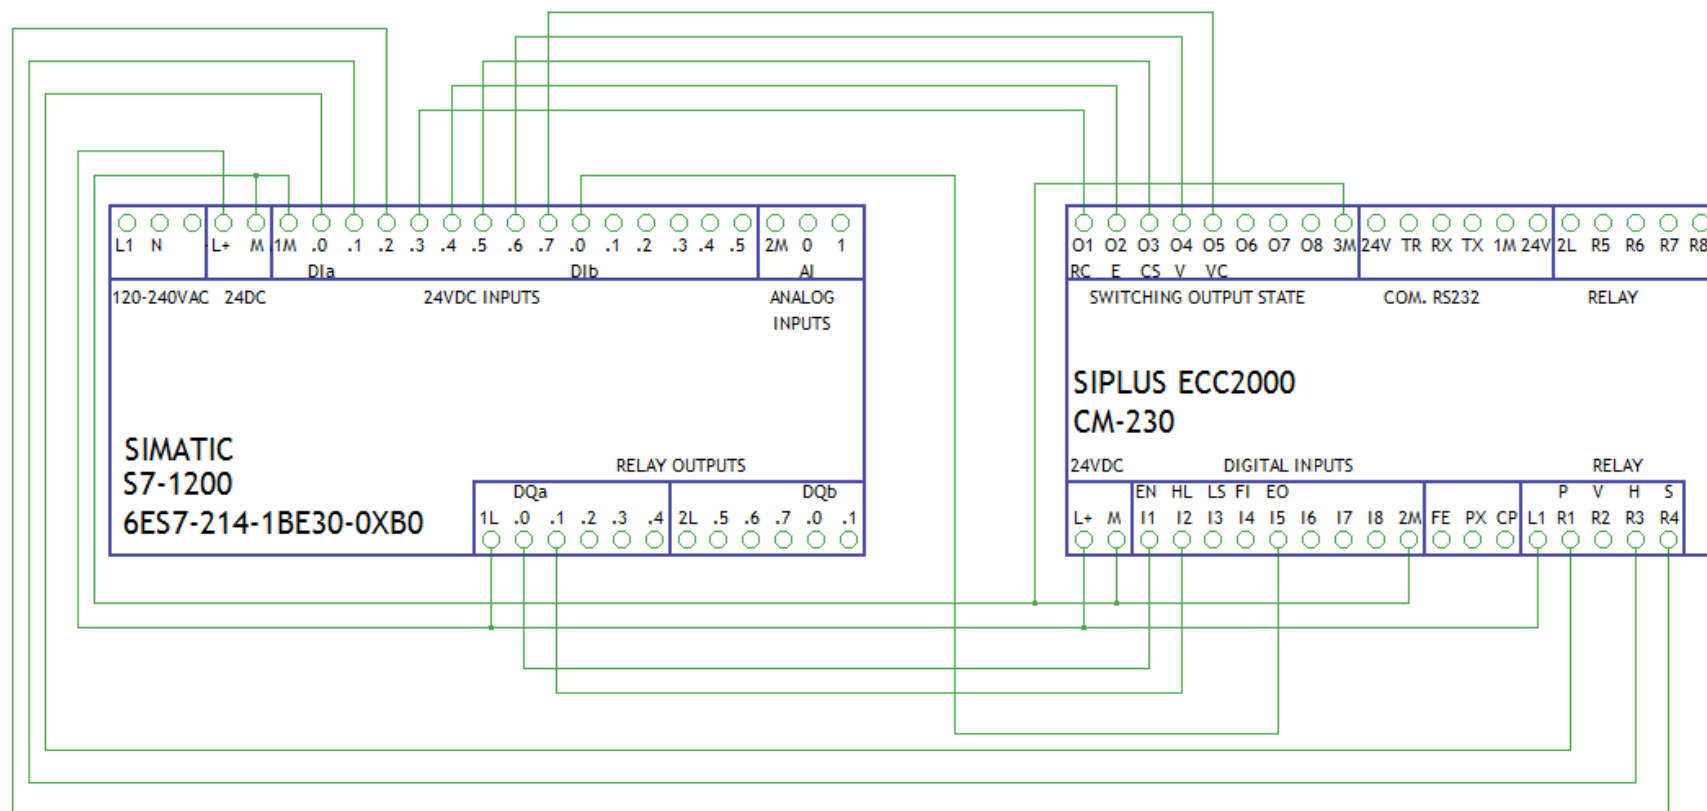 L1 N L+ M 1M .0 .1 .2 .3 .4 .5 .6 .7 .0 .1 .2 .3 .4 .5 2M 0 1
DIa DIb AI
120-240VAC 24DC 24VDC INPUTS ANALOG
INPUTS
SIMATIC
S7-1200
6ES7-214-1BE30-0XB0
RELAY OUTPUTS
DQa DQb
1L .0 .1 .2 .3 .4 2L .5 .6 .7 .0 .1
O1 O2 O3 O4 O5 O6 O7 O8 3M 24V TR RX TX 1M 24V 2L R5 R6 R7 R8
RC E CS V VC
SWITCHING OUTPUT STATE COM. RS232 RELAY
SIPLUS ECC2000
CM-230
24VDC DIGITAL INPUTS RELAY
EN HL LS FI EO P V H S
L+ M I1 I2 I3 I4 I5 I6 I7 I8 2M FE PX CP L1 R1 R2 R3 R4